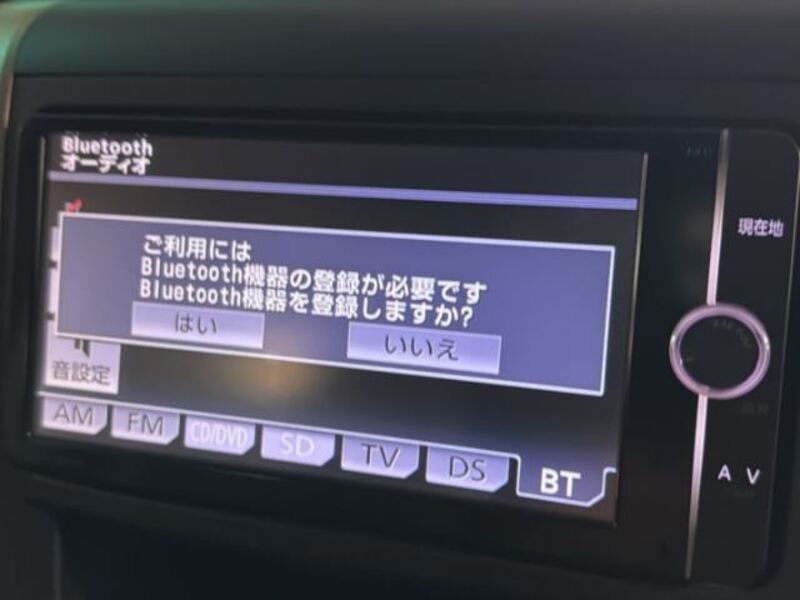 Bluetooth
オーディオ
ご利用には
Bluetooth機器の登録が必要です
Bluetooth機器を登録しますか?
はい
いいえ
音設定
AM
FM
CD/DVD
SD
TV
DS
BT
現在地
A V